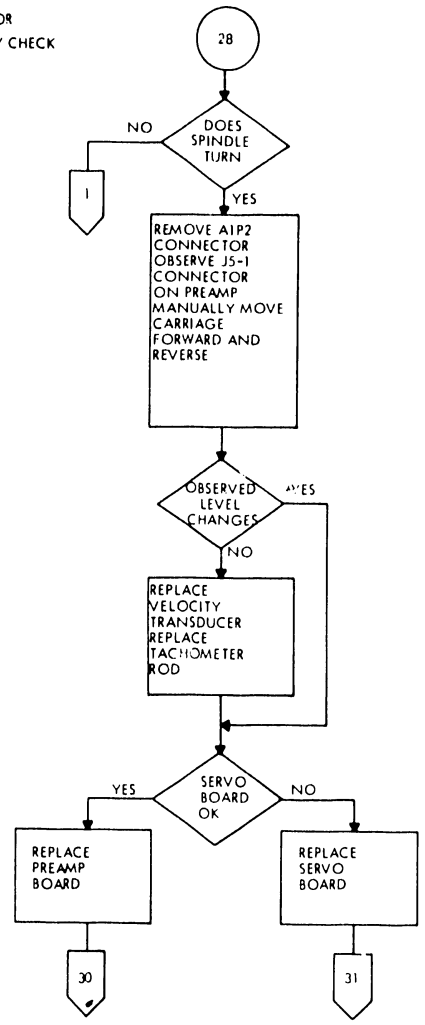 OR
CHECK
28
DOES
SPINDLE
TURN
NO
1
YES
REMOVE A1P2
CONNECTOR
OBSERVE J5-1
CONNECTOR
ON PREAMP
MANUALLY MOVE
CARRIAGE
FORWARD AND
REVERSE
OBSERVED
LEVEL
CHANGES
YES
NO
REPLACE
VELOCITY
TRANSDUCER
REPLACE
TACHOMETER
ROD
SERVO
BOARD
OK
YES
NO
REPLACE
PREAMP
BOARD
REPLACE
SERVO
BOARD
30
31